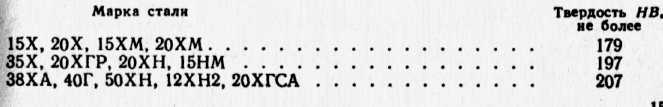 Марка стали Твердость HB, не более
15Х, 20Х, 15ХМ, 20ХМ . . . . . . . . . . . . . . . . . . . . . 179
35Х, 20ХГР, 20ХН, 15НМ . . . . . . . . . . . . . . . . . . . . 197
38ХА, 40Г, 50ХН, 12ХН2, 20ХГСА . . . . . . . . . . . . . . . 207